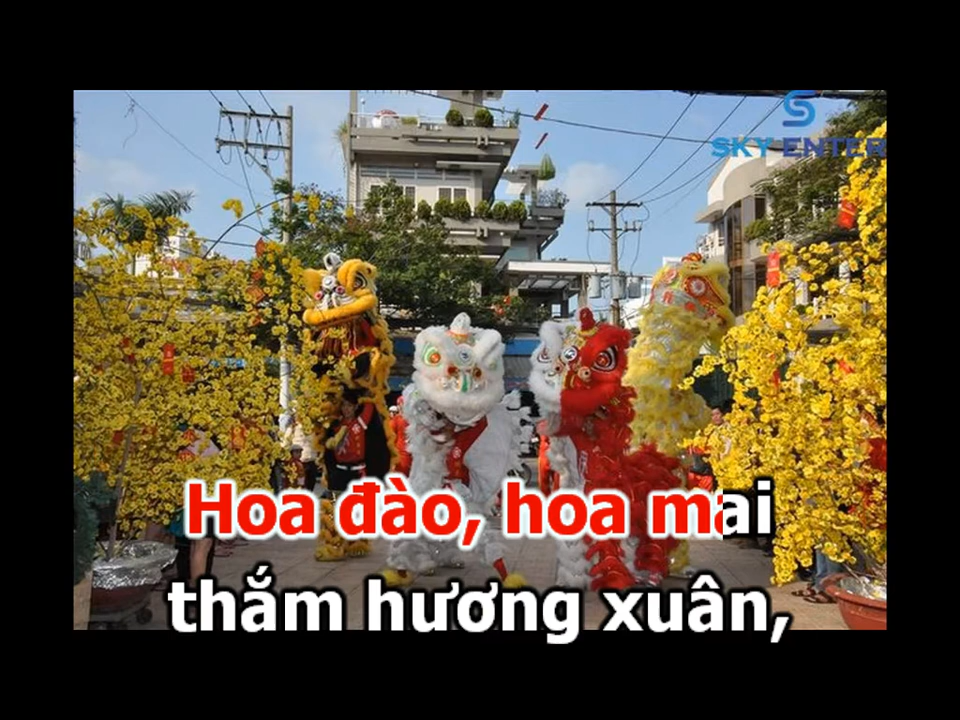 SKY ENTER
Hoa đào, hoa mai
thắm hương xuân,